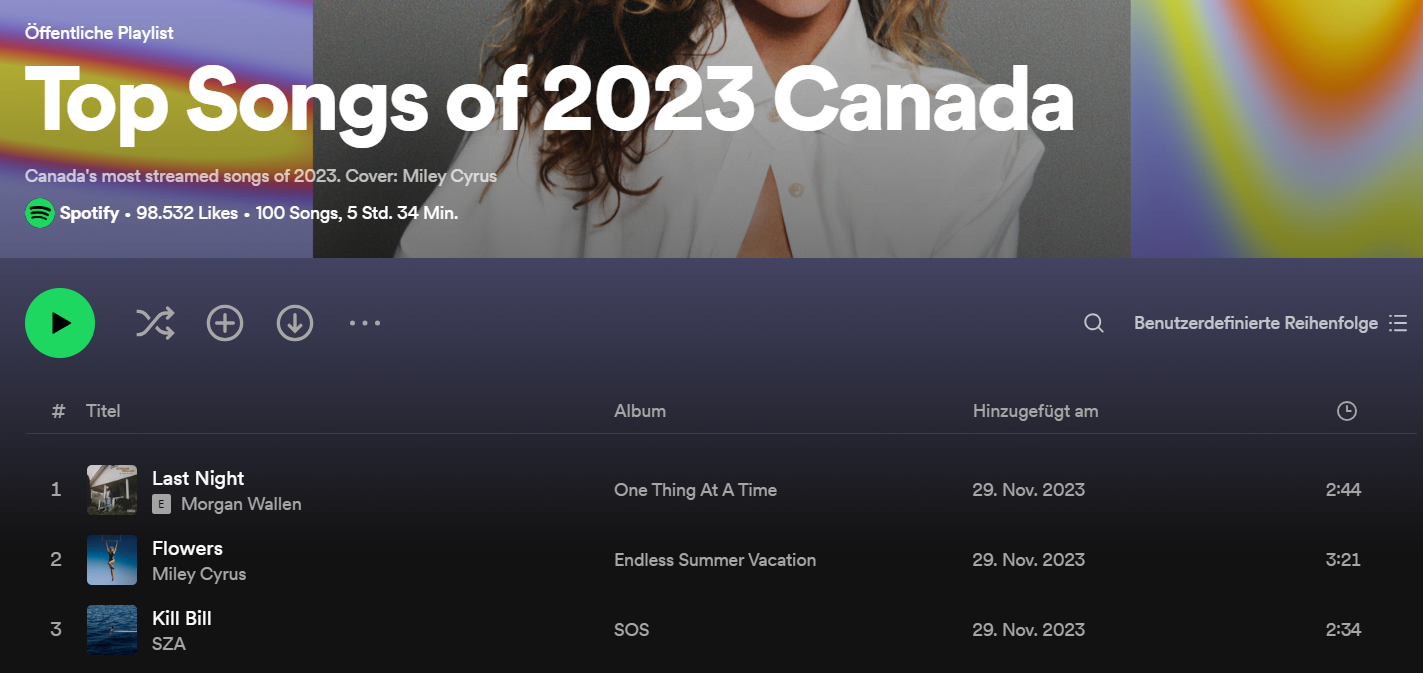 Öffentliche Playlist
Top Songs of 2023 Canada
Canada's most streamed songs of 2023. Cover: Miley Cyrus
Spotify • 98.532 Likes • 100 Songs, 5 Std. 34 Min.
Benutzerdefinierte Reihenfolge
# Titel Album Hinzugefügt am
1 Last Night One Thing At A Time 29. Nov. 2023 2:44
E Morgan Wallen
2 Flowers Endless Summer Vacation 29. Nov. 2023 3:21
Miley Cyrus
3 Kill Bill SOS 29. Nov. 2023 2:34
SZA